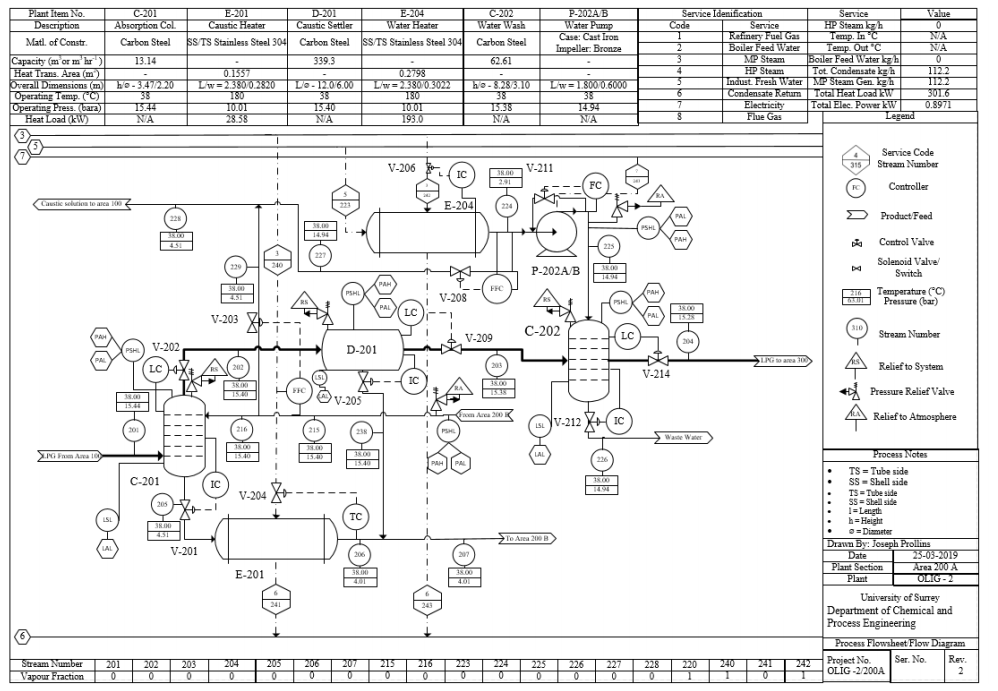 Plant Item No. C-201 E-201 D-201 E-204 C-202 P-202A/B
Description Absorption Col. Caustic Heater Caustic Settler Water Heater Water Wash Water Pump
Matl. of Constr. Carbon Steel SS/TS Stainless Steel 304 Carbon Steel SS/TS Stainless Steel 304 Carbon Steel Case: Cast Iron Impeller: Bronze
Capacity (m³or m³ hr⁻¹) 13.14 - 339.3 - 62.61
Heat Trans. Area (m²) - 0.1557 - 0.2798 - -
Overall Dimensions (m) h/ø - 3.47/2.20 L/w = 2.380/0.2820 L/ø - 12.0/6.00 L/w = 2.380/0.3022 h/ø - 8.28/3.10 L/w = 1.800/0.6000
Operating Temp. (°C) 38 180 38 180 38 38
Operating Press. (bara) 15.44 10.01 15.40 10.01 15.38 14.94
Heat Load (kW) N/A 28.58 N/A 193.0 N/A N/A
Service Idenification
Code Service
1 Refinery Fuel Gas
2 Boiler Feed Water
3 MP Steam
4 HP Steam
5 Indust. Fresh Water
6 Condensate Return
7 Electricity
8 Flue Gas
Service Value
HP Steam kg/h 0
Temp. In °C N/A
Temp. Out °C N/A
Boiler Feed Water kg/h 0
Tot. Condensate kg/h 112.2
MP Steam Gen, kg/h 112.2
Total Heat Load kW 301.6
Total Elec. Power kW 0.8971
Legend
4
315
Service Code
Stream Number
FC
Controller
Product/Feed
Control Valve
Solenoid Valve/
Switch
216
63.01
Temperature (°C)
Pressure (bar)
310
Stream Number
RS
Relief to System
Pressure Relief Valve
RA
Relief to Atmosphere
Process Notes
TS = Tube side
SS = Shell side
TS = Tube side
SS = Shell side
l = Length
h = Height
ø = Diameter
Drawn By: Joseph Prollins
Date 25-03-2019
Plant Section Area 200 A
Plant OLIG - 2
University of Surrey
Department of Chemical and
Process Engineering
Process Flowsheet/Flow Diagram
Project No. Ser. No. Rev.
OLIG -2/200A 2
3
5
7
V-206
IC
E-204
5
223
38.00
2.91
224
V-211
FC
RA
PSHL
PAL
PAH
225
38.00
14.94
P-202A/B
FFC
V-208
Caustic solution to area 100
228
38.00
4.51
3
240
38.00
14.94
227
229
38.00
4.51
V-203
RS
PSHL
PAH
PAL
LC
D-201
V-209
RS
C-202
PSHL
PAH
PAL
LC
38.00
15.28
204
V-214
LPG to area 300
PAH
PAL
PSHL
V-202
LC
RS
202
38.00
15.40
FFC
LSL
LAL
V-205
IC
RA
203
38.00
15.38
38.00
15.44
201
216
38.00
15.40
215
38.00
15.40
238
38.00
15.40
From Area 200 B
PSHL
PAH
PAL
LSL
LAL
V-212
IC
Waste Water
226
38.00
14.94
LPG From Area 100
C-201
IC
205
38.00
4.51
LSL
LAL
V-201
V-204
TC
E-201
206
38.00
4.01
207
38.00
4.01
To Area 200 B
6
241
6
243
6
Stream Number 201 202 203 204 205 206 207 215 216 223 224 225 226 227 228 220 240 241 242
Vapour Fraction 0 0 0 0 0 0 0 0 0 0 0 0 0 0 0 1 1 0 1